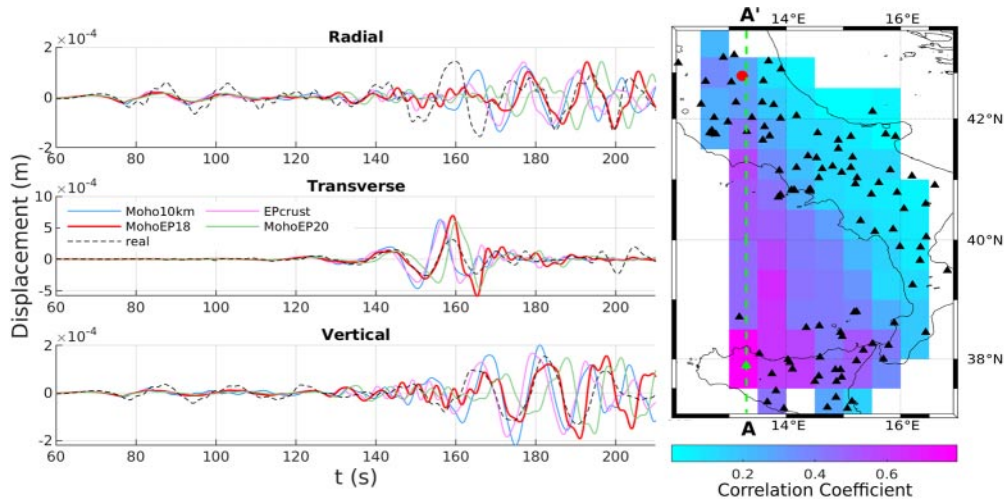 Radial
2 ×10⁻⁴
0
-2
60 80 100 120 140 160 180 200
Transverse
10 ×10⁻⁴
5
0
-5
Moho10km EPcrust
MohoEP18 MohoEP20
real
60 80 100 120 140 160 180 200
Vertical
2 ×10⁻⁴
0
-2
60 80 100 120 140 160 180 200
t (s)
Displacement (m)
A'
14°E 16°E
42°N
40°N
38°N
14°E 16°E
A
0.2 0.4 0.6
Correlation Coefficient